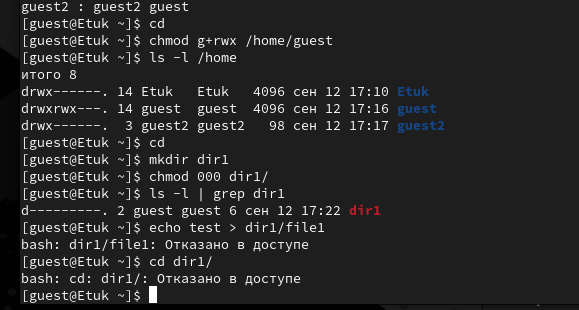 guest2 : guest2 guest
[guest@Etuk ~]$ cd
[guest@Etuk ~]$ chmod g+rwx /home/guest
[guest@Etuk ~]$ ls -l /home
итого 8
drwx------. 14 Etuk   Etuk   4096 сен 12 17:10 Etuk
drwxrwx---. 14 guest  guest  4096 сен 12 17:16 guest
drwx------.  3 guest2 guest2   98 сен 12 17:17 guest2
[guest@Etuk ~]$ cd
[guest@Etuk ~]$ mkdir dir1
[guest@Etuk ~]$ chmod 000 dir1/
[guest@Etuk ~]$ ls -l | grep dir1
d---------. 2 guest guest 6 сен 12 17:22 dir1
[guest@Etuk ~]$ echo test > dir1/file1
bash: dir1/file1: Отказано в доступе
[guest@Etuk ~]$ cd dir1/
bash: cd: dir1/: Отказано в доступе
[guest@Etuk ~]$